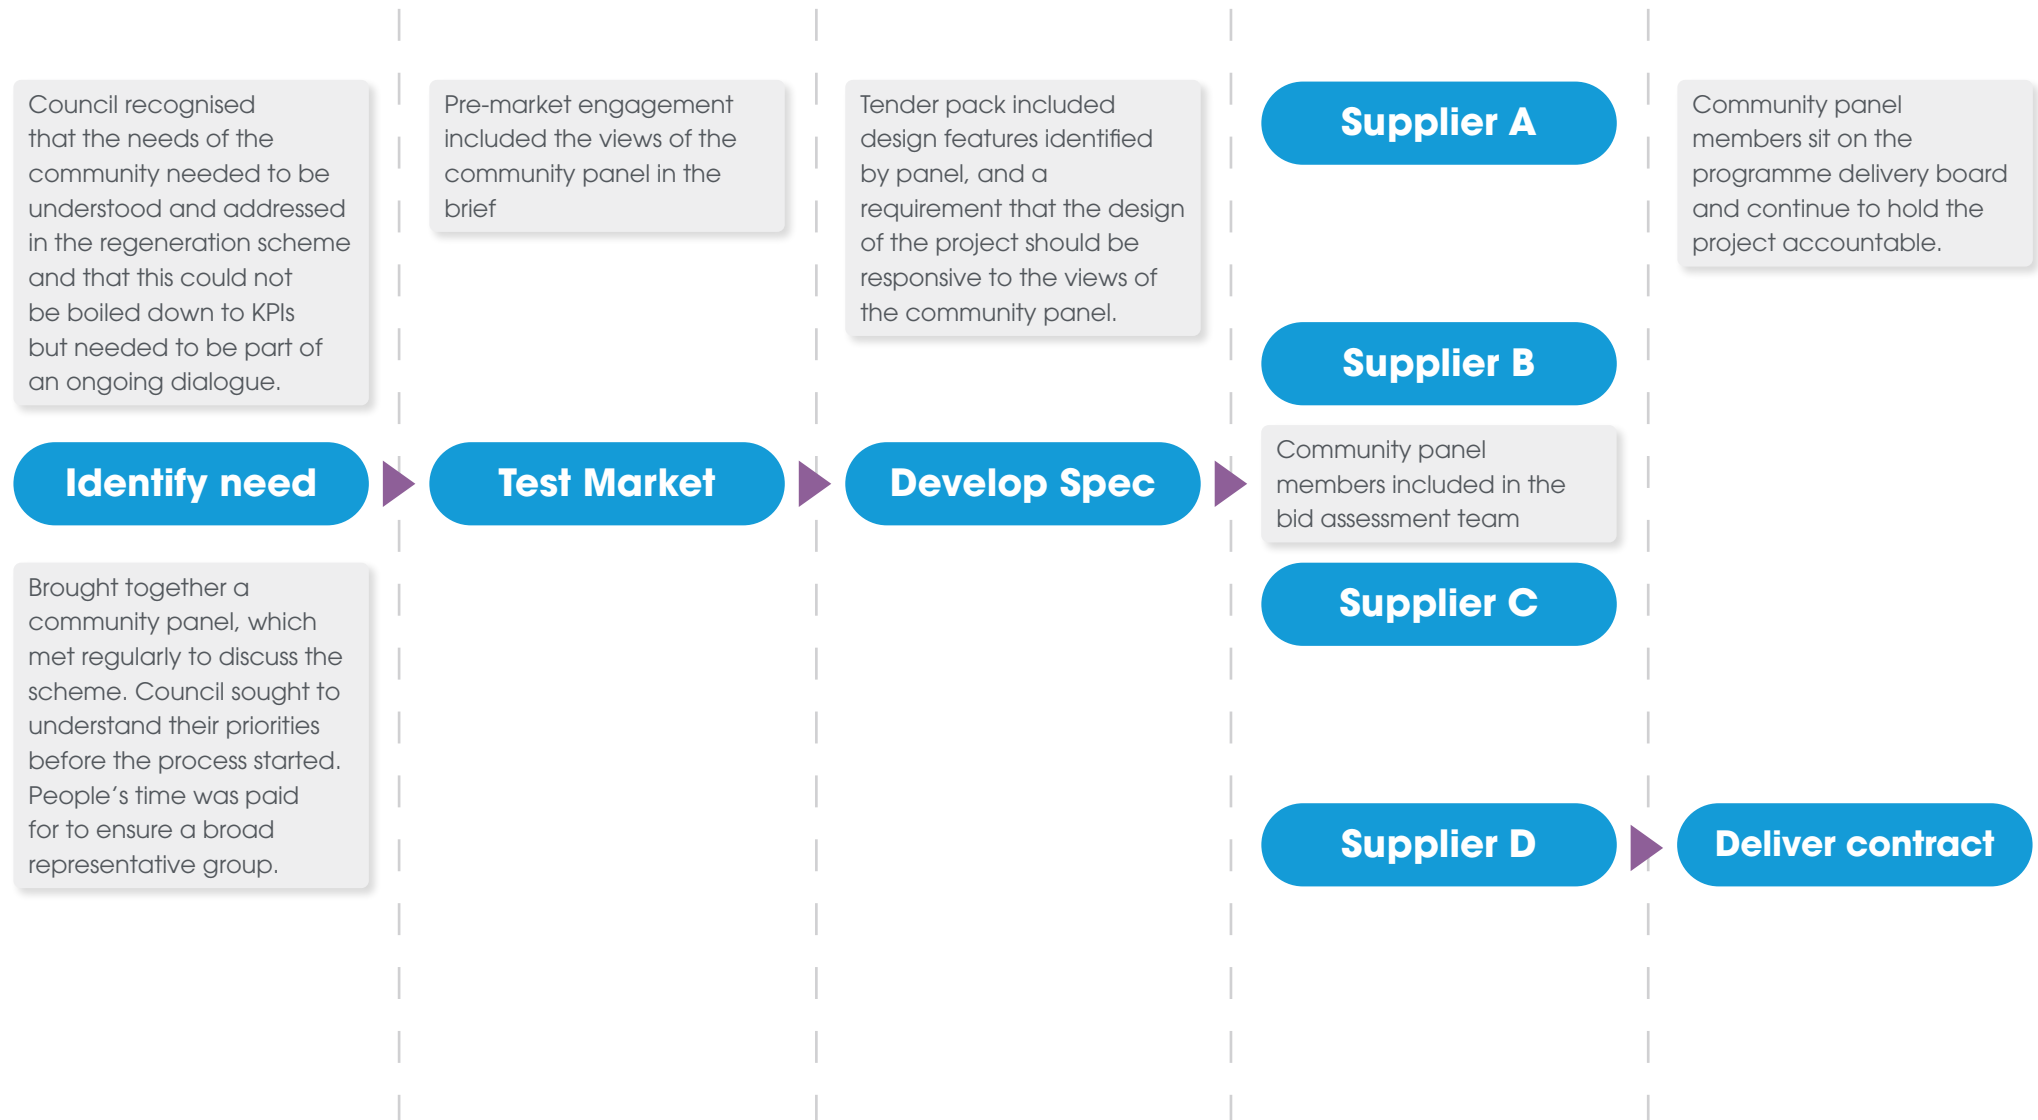 Council recognised
that the needs of the
community needed to be
understood and addressed
in the regeneration scheme
and that this could not
be boiled down to KPIs
but needed to be part of
an ongoing dialogue.
Identify need
Brought together a
community panel, which
met regularly to discuss the
scheme. Council sought to
understand their priorities
before the process started.
People’s time was paid
for to ensure a broad
representative group.
Pre-market engagement
included the views of the
community panel in the
brief
Test Market
Tender pack included
design features identified
by panel, and a
requirement that the design
of the project should be
responsive to the views of
the community panel.
Develop Spec
Supplier A
Supplier B
Community panel
members included in the
bid assessment team
Supplier C
Supplier D
Community panel
members sit on the
programme delivery board
and continue to hold the
project accountable.
Deliver contract